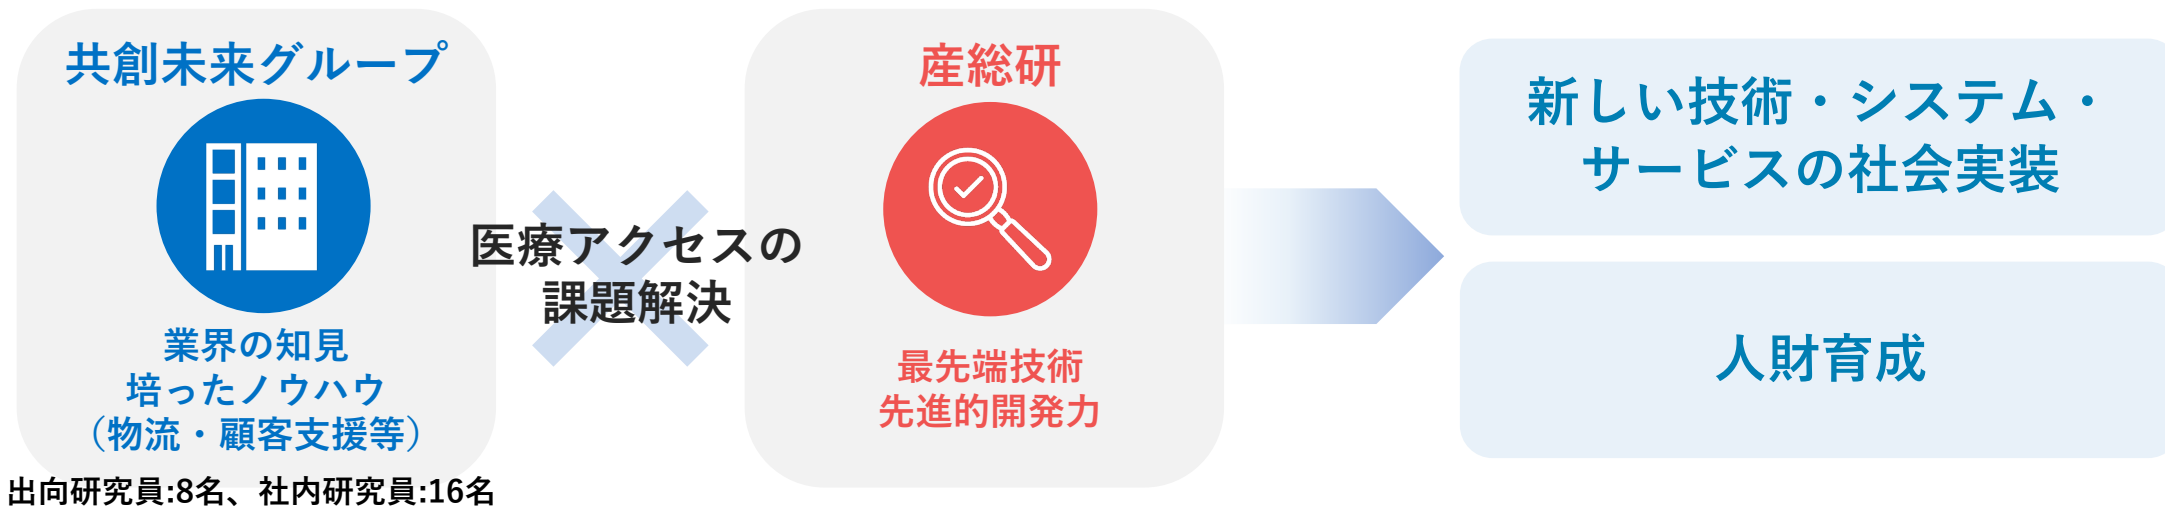 共創未来グループ
業界の知見
培ったノウハウ
（物流・顧客支援等）
出向研究員:8名、社内研究員:16名
医療アクセスの
課題解決
産総研
最先端技術
先進的開発力
新しい技術・システム・
サービスの社会実装
人財育成